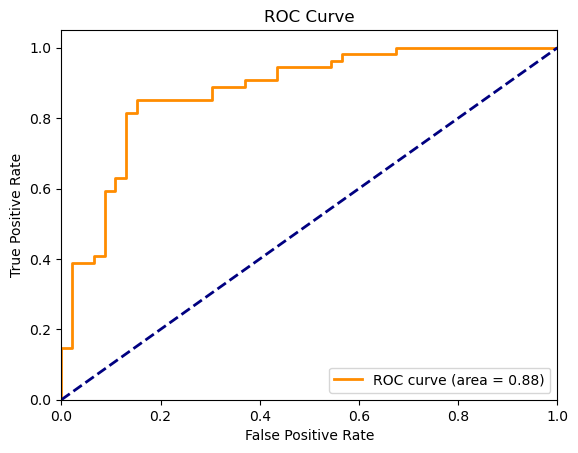 ROC Curve
1.0
0.8
0.6
0.4
0.2
0.0
True Positive Rate
0.0 0.2 0.4 0.6 0.8 1.0
False Positive Rate
ROC curve (area = 0.88)